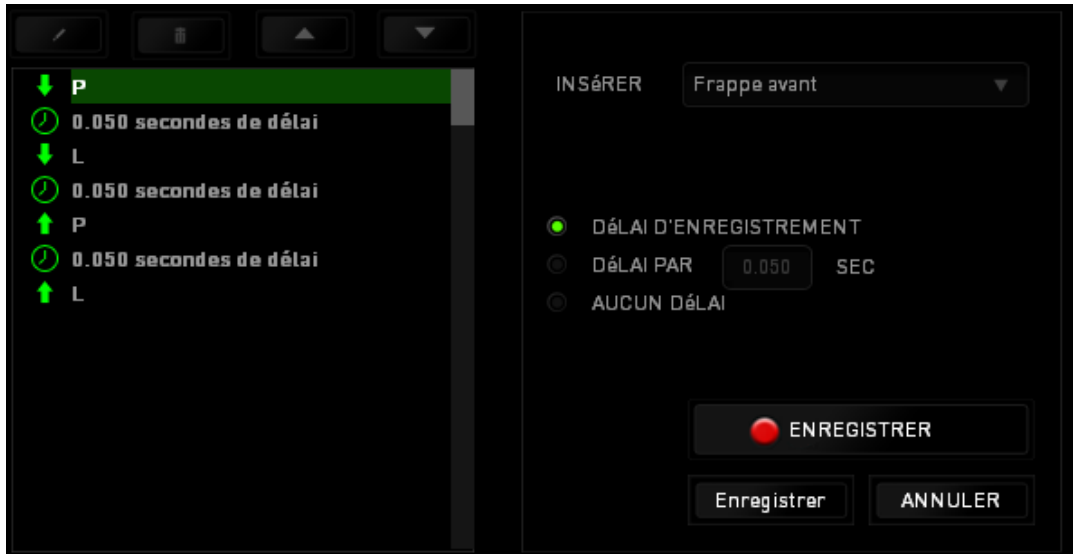 P
0.050 secondes de délai
L
0.050 secondes de délai
P
0.050 secondes de délai
L
INSéRER Frappe avant
DéLAI D'ENREGISTREMENT
DéLAI PAR 0.050 SEC
AUCUN DéLAI
ENREGISTRER
Enregistrer ANNULER